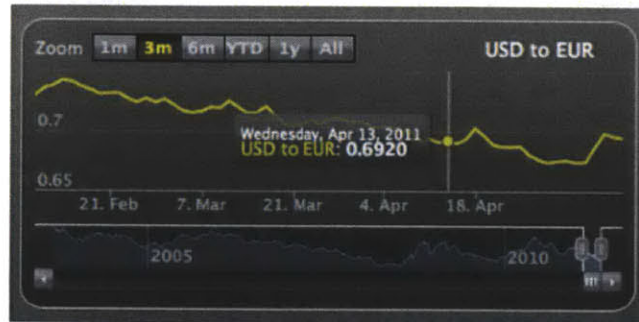 Zoom 1m 3m 6m YTD 1y All USD to EUR
0.7
Wednesday, Apr 13, 2011
USD to EUR: 0.6920
0.65
21. Feb 7. Mar 21. Mar 4. Apr 18. Apr
2005 2010